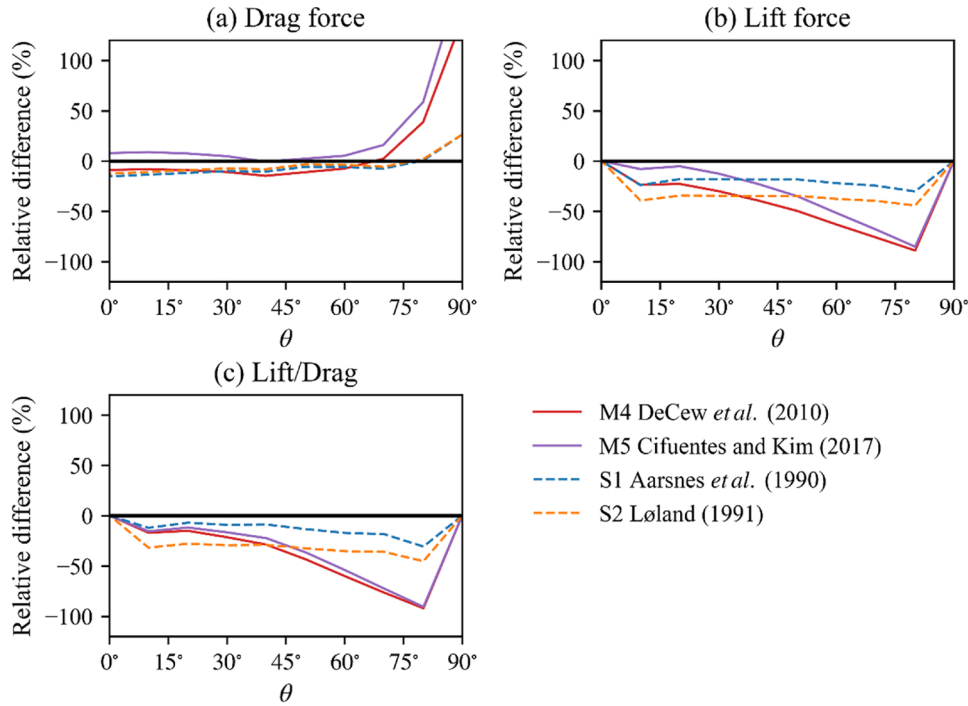 (a) Drag force
Relative difference (%)
100
50
0
−50
−100
0° 15° 30° 45° 60° 75° 90°
θ
(b) Lift force
Relative difference (%)
100
50
0
−50
−100
0° 15° 30° 45° 60° 75° 90°
θ
(c) Lift/Drag
Relative difference (%)
100
50
0
−50
−100
0° 15° 30° 45° 60° 75° 90°
θ
M4 DeCew et al. (2010)
M5 Cifuentes and Kim (2017)
S1 Aarsnes et al. (1990)
S2 Løland (1991)